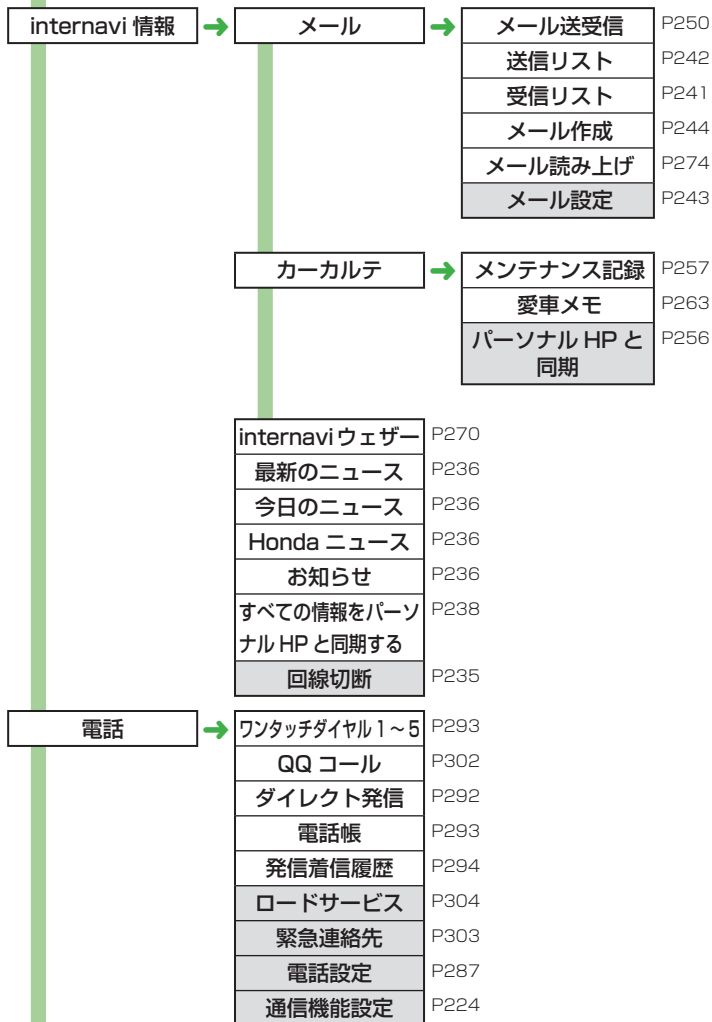 internavi 情報 → メール → メール送受信 P250
送信リスト P242
受信リスト P241
メール作成 P244
メール読み上げ P274
メール設定 P243
カーカルテ → メンテナンス記録 P257
愛車メモ P263
パーソナル HP と P256
同期
internavi ウェザー P270
最新のニュース P236
今日のニュース P236
Honda ニュース P236
お知らせ P236
すべての情報をパーソ P238
ナル HP と同期する
回線切断 P235
電話 → ワンタッチダイヤル 1～5 P293
QQ コール P302
ダイレクト発信 P292
電話帳 P293
発信着信履歴 P294
ロードサービス P304
緊急連絡先 P303
電話設定 P287
通信機能設定 P224